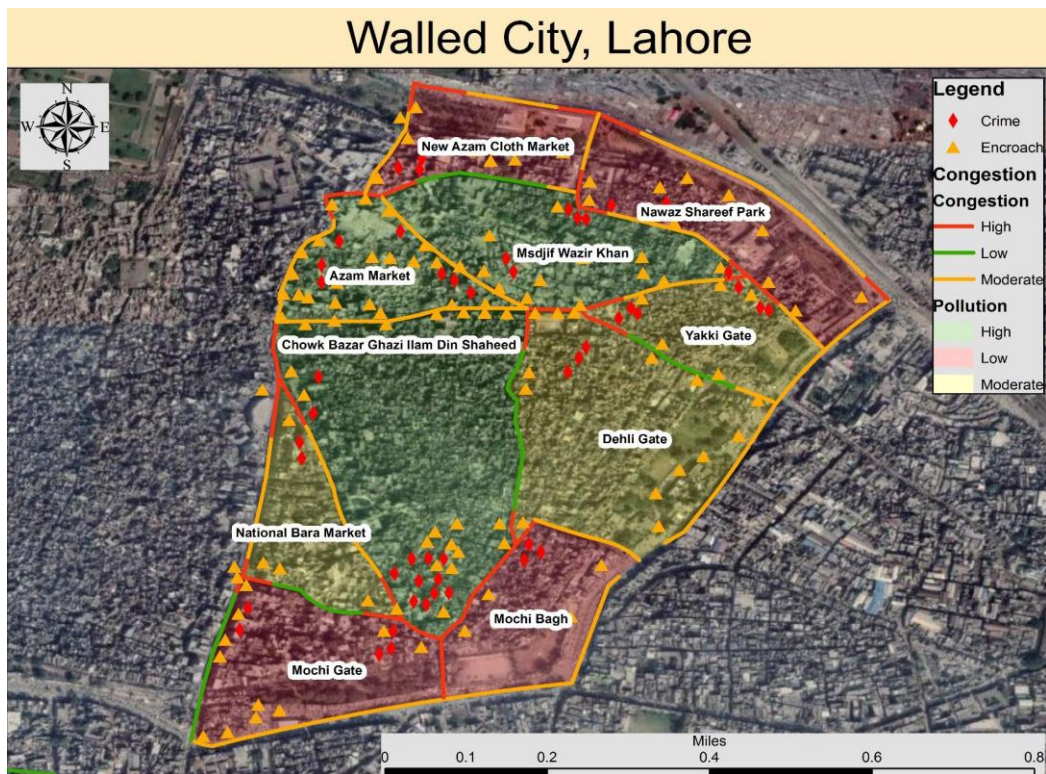 Walled City, Lahore
N
W
E
S
Legend
Crime
Encroach
Congestion
Congestion
High
Low
Moderate
Pollution
High
Low
Moderate
New Azam Cloth Market
Nawaz Shareef Park
Msdjif Wazir Khan
Azam Market
Yakki Gate
Chowk Bazar Ghazi Ilam Din Shaheed
Dehli Gate
National Bara Market
Mochi Bagh
Mochi Gate
Miles
0 0.1 0.2 0.4 0.6 0.8